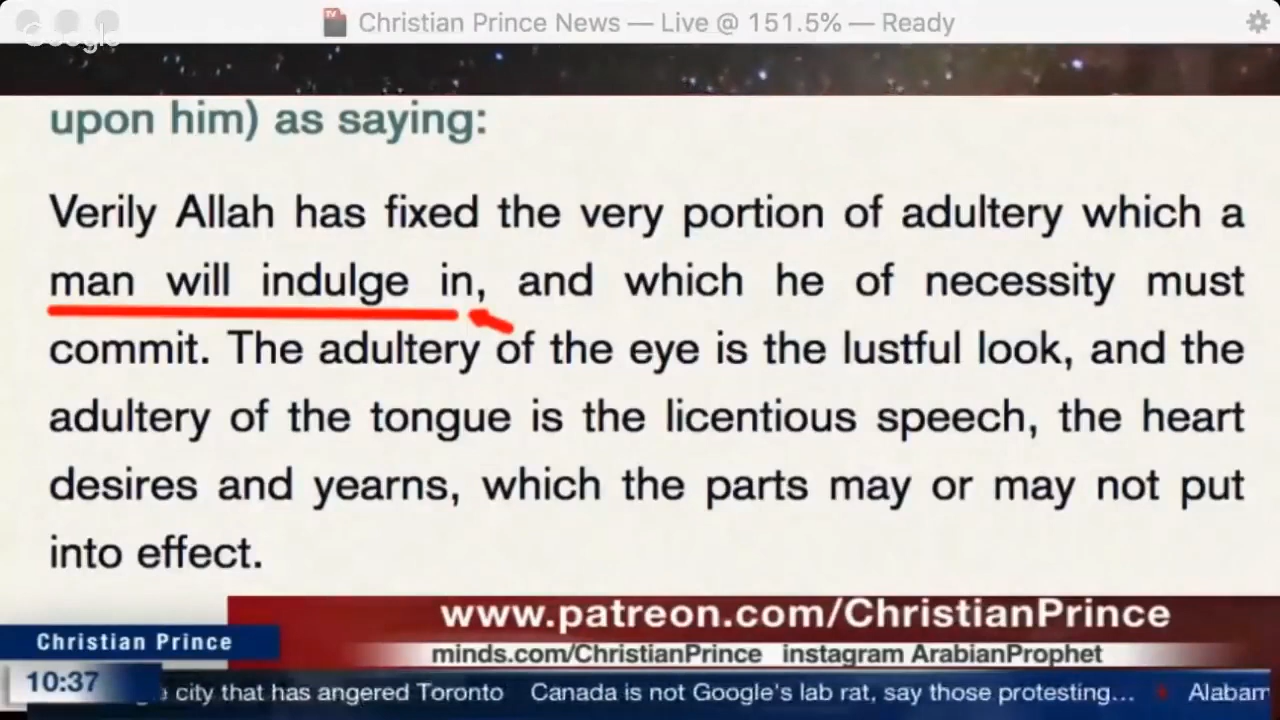 Christian Prince News — Live @ 151.5% — Ready
Google
upon him) as saying:
Verily Allah has fixed the very portion of adultery which a
man will indulge in, and which he of necessity must
commit. The adultery of the eye is the lustful look, and the
adultery of the tongue is the licentious speech, the heart
desires and yearns, which the parts may or may not put
into effect.
www.patreon.com/ChristianPrince
Christian Prince
minds.com/ChristianPrince instagram ArabianProphet
10:37
city that has angered Toronto Canada is not Google's lab rat, say those protesting... Alabam